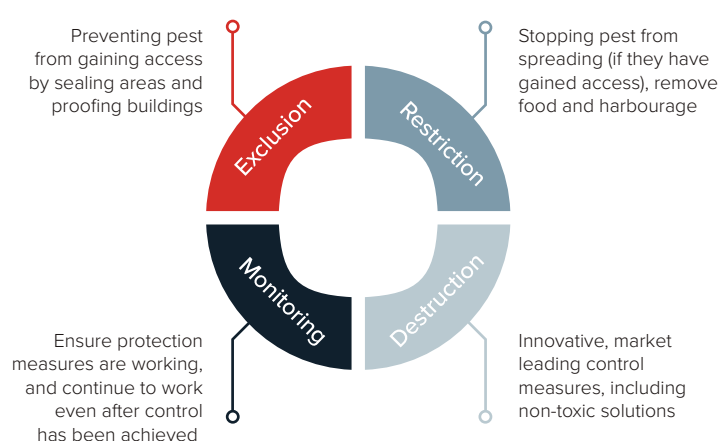 Preventing pest
from gaining access
by sealing areas and
proofing buildings
Exclusion
Stopping pest from
spreading (if they have
gained access), remove
food and harbourage
Restriction
Ensure protection
measures are working,
and continue to work
even after control
has been achieved
Monitoring
Destruction
Innovative, market
leading control
measures, including
non-toxic solutions